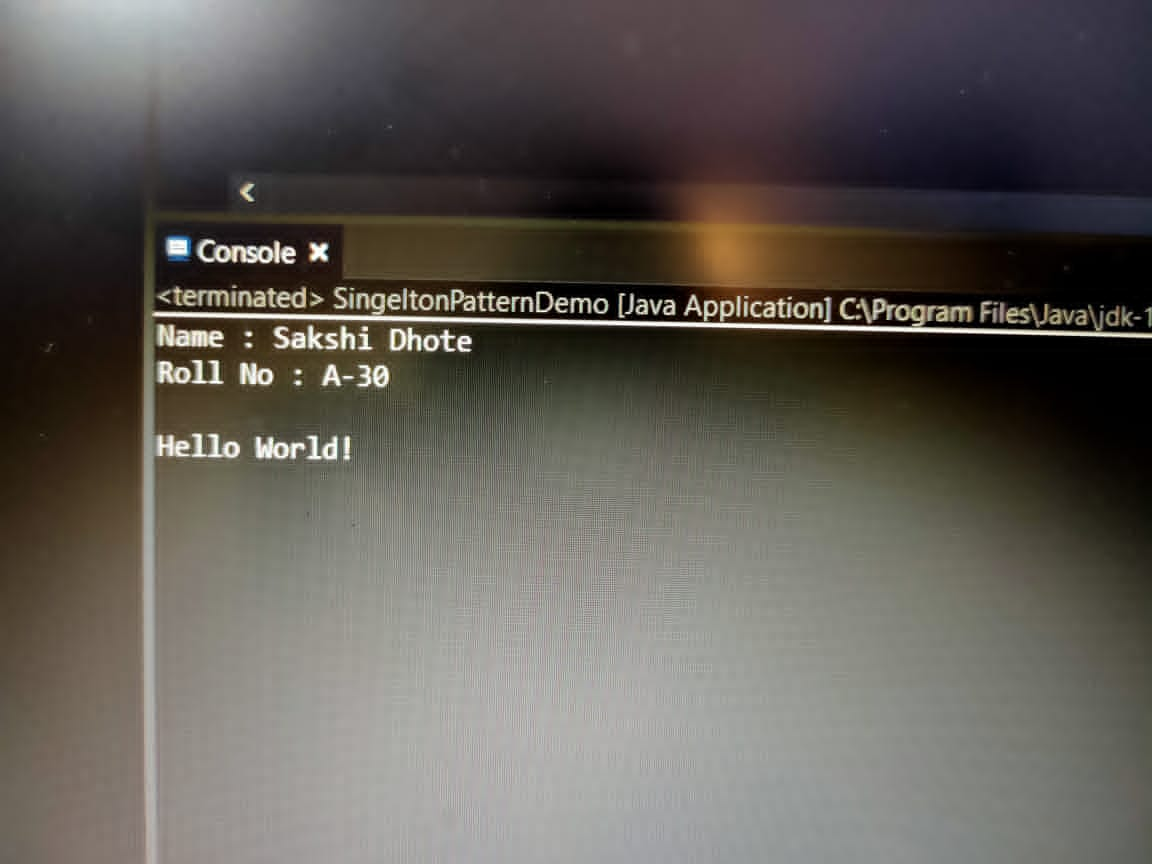 Console
<terminated> SingeltonPatternDemo [Java Application] C:\Program Files\Java\jdk-1
Name : Sakshi Dhote
Roll No : A-30
Hello World!